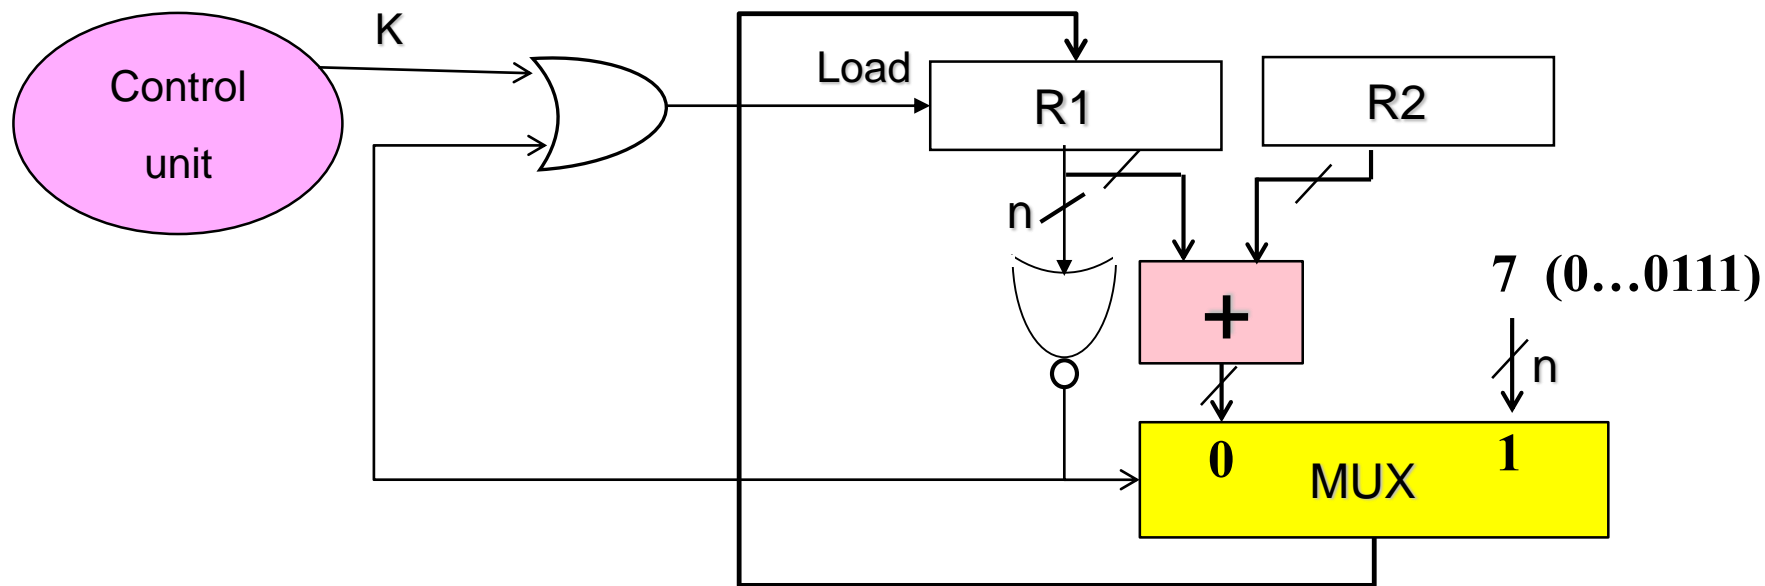 K
Control
unit
Load
R1
R2
n
7 (0...0111)
+
n
0
1
MUX